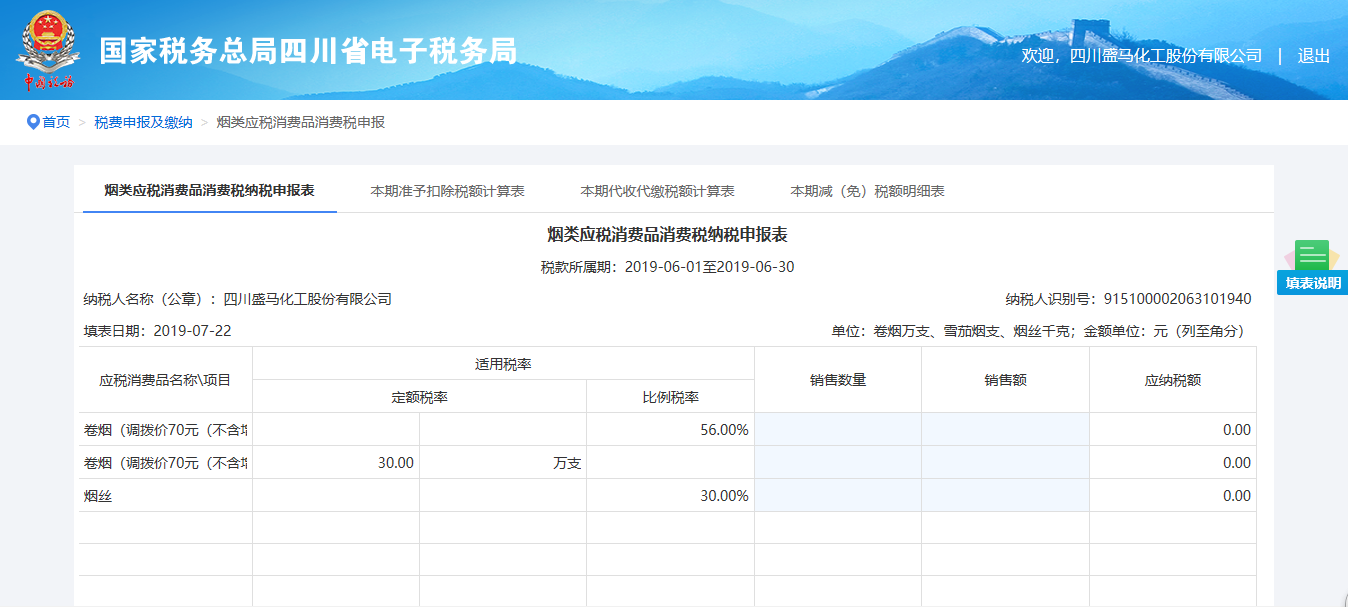 国家税务总局四川省电子税务局
中国税务
欢迎，四川盛马化工股份有限公司 | 退出
首页 > 税费申报及缴纳 > 烟类应税消费品消费税申报
烟类应税消费品消费税纳税申报表 本期准予扣除税额计算表 本期代收代缴税额计算表 本期减（免）税额明细表
烟类应税消费品消费税纳税申报表
税款所属期：2019-06-01至2019-06-30
填表说明
纳税人名称（公章）：四川盛马化工股份有限公司 纳税人识别号：915100002063101940
填表日期：2019-07-22 单位：卷烟万支、雪茄烟支、烟丝千克；金额单位：元（列至角分）
应税消费品名称\项目 适用税率 销售数量 销售额 应纳税额
定额税率 比例税率
卷烟（调拨价70元（不含增 56.00% 0.00
卷烟（调拨价70元（不含增 30.00 万支 0.00
烟丝 30.00% 0.00